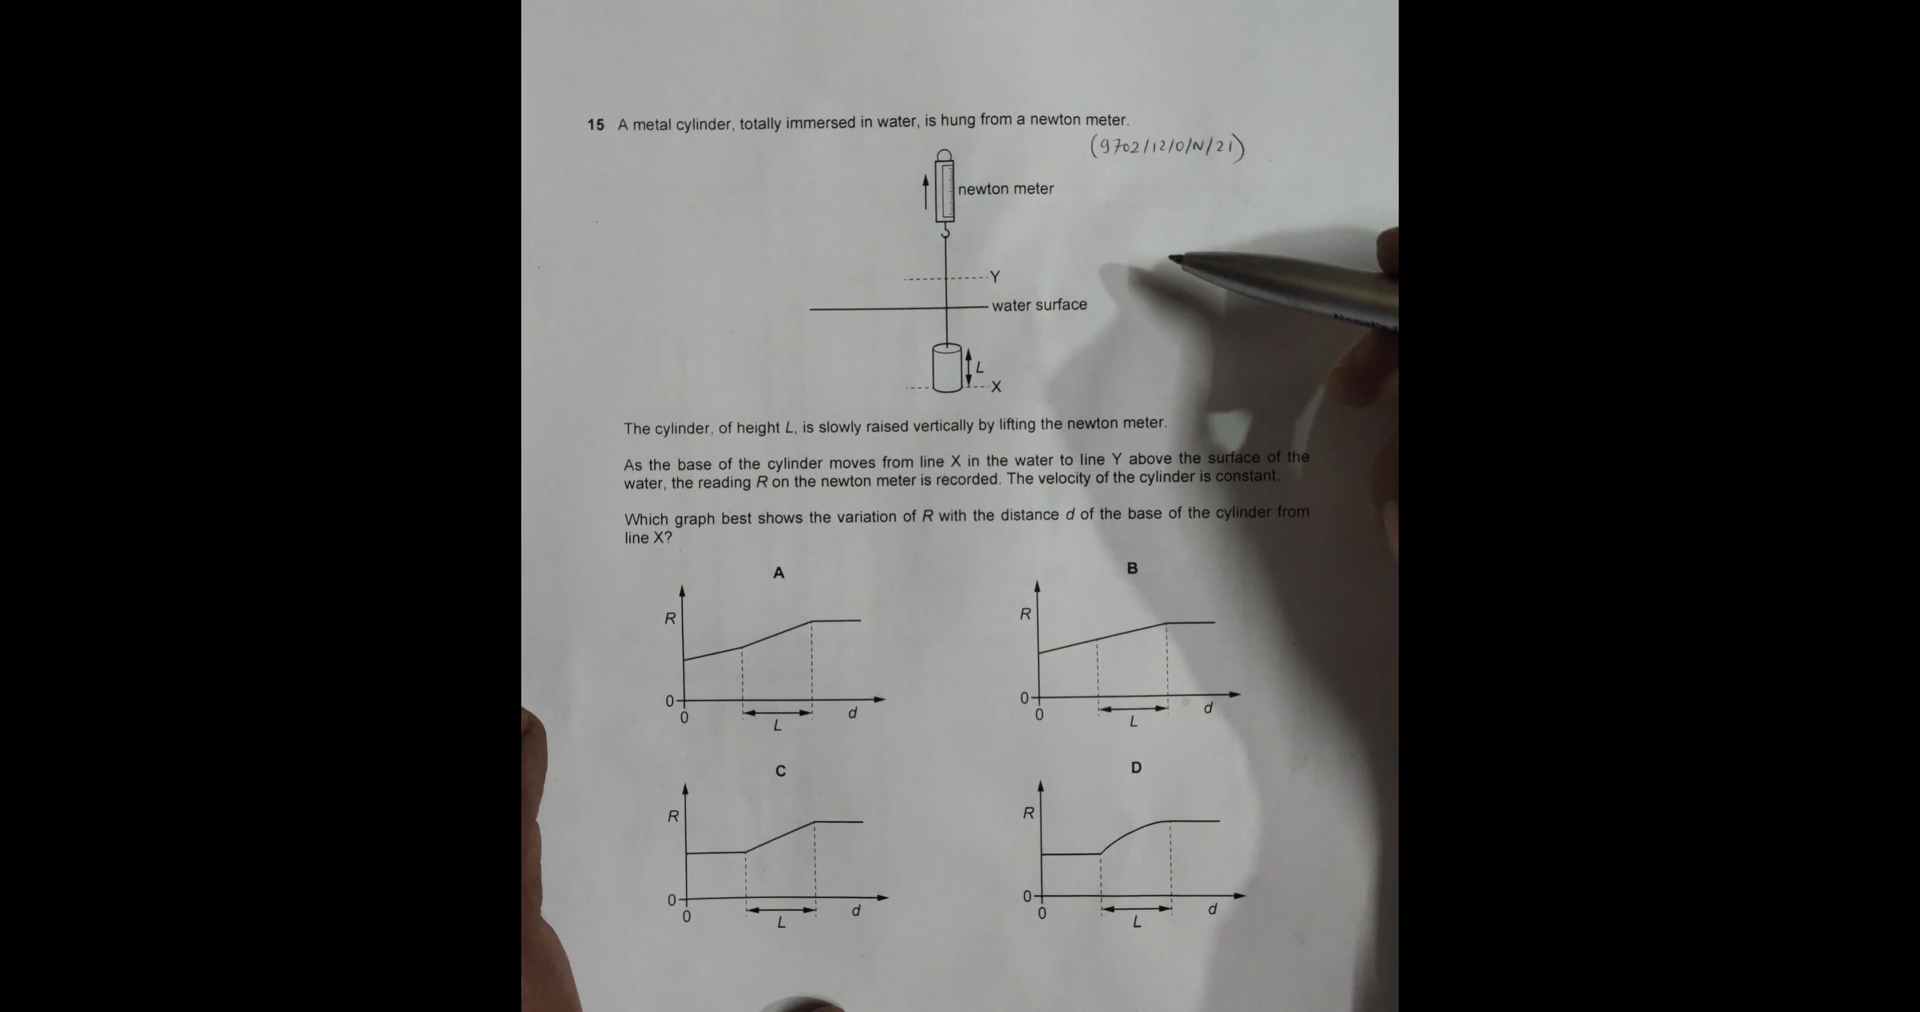 15 A metal cylinder, totally immersed in water, is hung from a newton meter.
(9702/12/O/N/21)
newton meter
Y
water surface
L
X
The cylinder, of height L, is slowly raised vertically by lifting the newton meter.
As the base of the cylinder moves from line X in the water to line Y above the surface of the
water, the reading R on the newton meter is recorded. The velocity of the cylinder is constant.
Which graph best shows the variation of R with the distance d of the base of the cylinder from
line X?
A
R
0
0
L
d
B
R
0
0
L
d
C
R
0
0
L
d
D
R
0
0
L
d